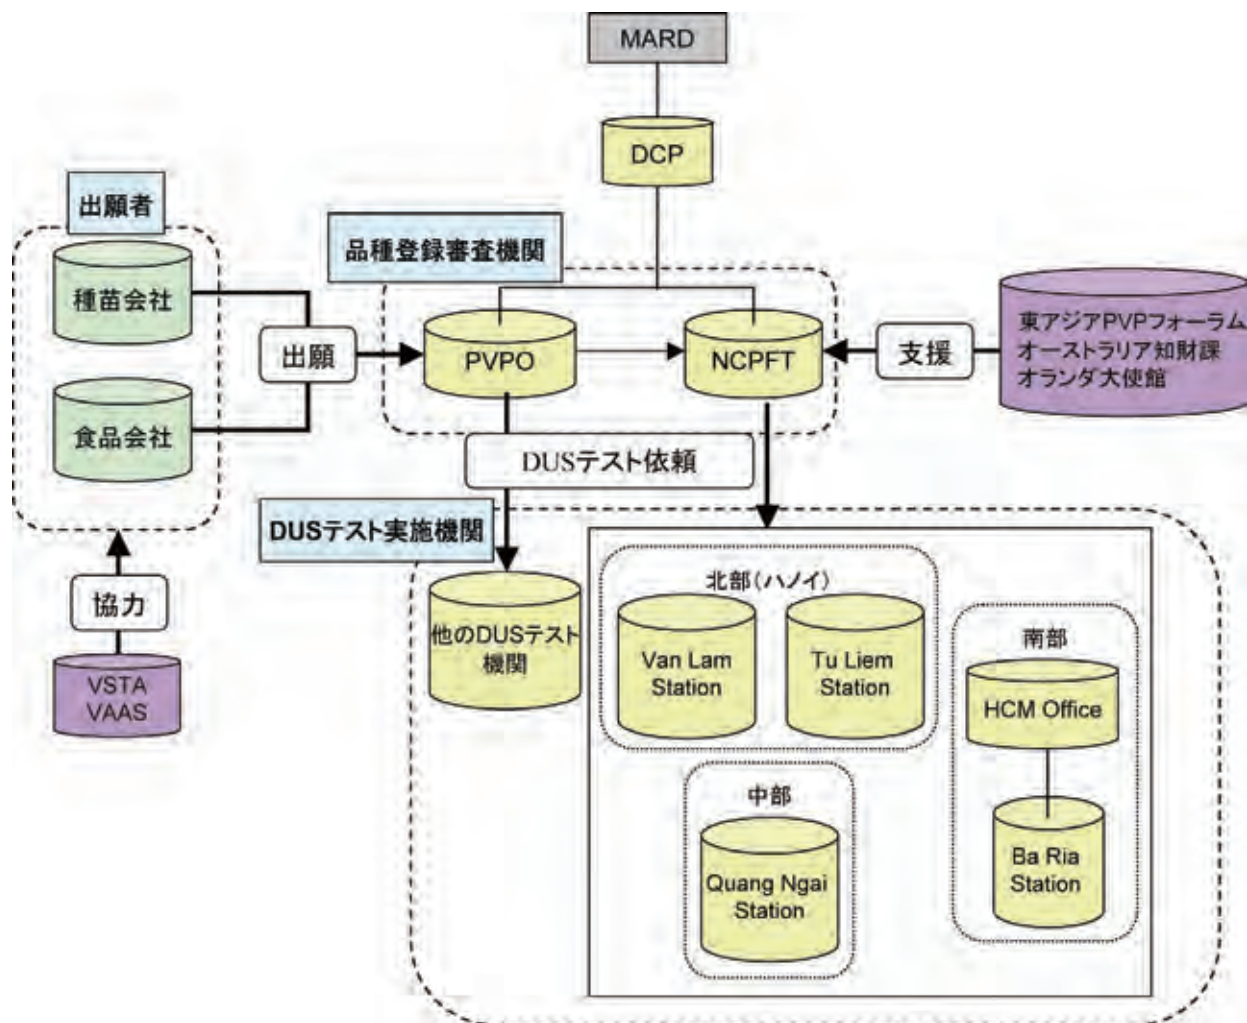 MARD
DCP
出願者
種苗会社
食品会社
出願
品種登録審査機関
PVPO
NCPFT
支援
東アジアPVPフォーラム
オーストラリア知財課
オランダ大使館
DUSテスト依頼
DUSテスト実施機関
協力
VSTA
VAAS
他のDUSテスト
機関
北部(ハノイ)
Van Lam
Station
Tu Liem
Station
南部
HCM Office
Ba Ria
Station
中部
Quang Ngai
Station